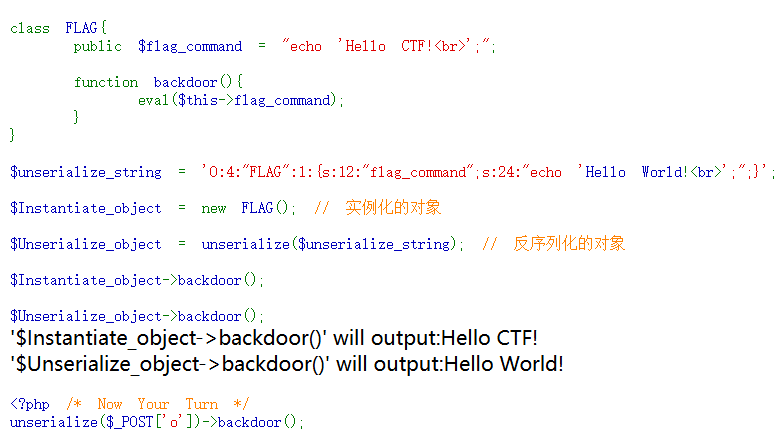 class FLAG{
public $flag_command = "echo 'Hello CTF!<br>';";
function backdoor(){
eval($this->flag_command);
}
}
$unserialize_string = 'O:4:"FLAG":1:{s:12:"flag_command";s:24:"echo 'Hello World!<br>';";}';
$Instantiate_object = new FLAG(); // 实例化的对象
$Unserialize_object = unserialize($unserialize_string); // 反序列化的对象
$Instantiate_object->backdoor();
$Unserialize_object->backdoor();
'$Instantiate_object->backdoor()' will output:Hello CTF!
'$Unserialize_object->backdoor()' will output:Hello World!
<?php /* Now Your Turn */
unserialize($_POST['o'])->backdoor();